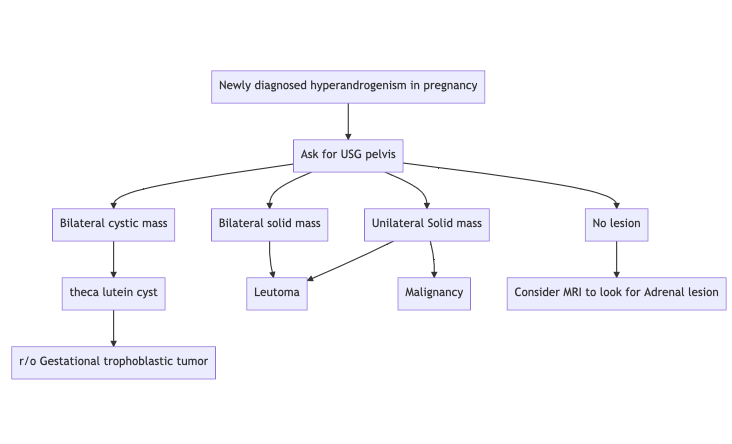 Newly diagnosed hyperandrogenism in pregnancy
Ask for USG pelvis
Bilateral cystic mass
Bilateral solid mass
Unilateral Solid mass
No lesion
theca lutein cyst
Leutoma
Malignancy
Consider MRI to look for Adrenal lesion
r/o Gestational trophoblastic tumor